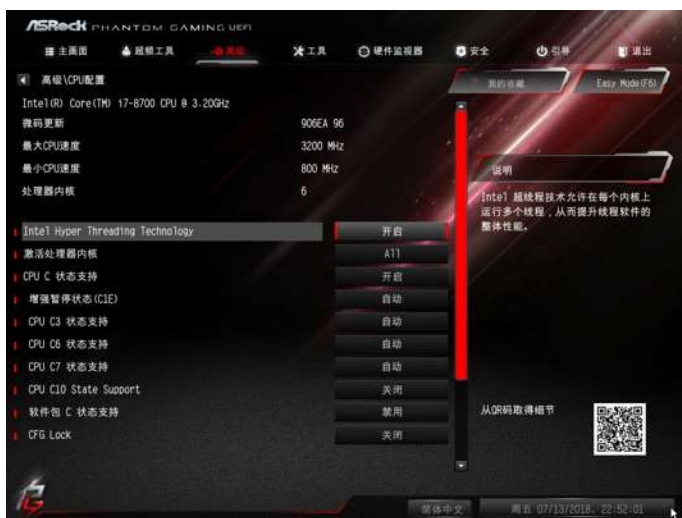 ASRock PHANTOM GAMING UEFI
主画面 超频工具 高级 工具 硬件监视器 安全 引导 退出
高级\CPU配置
我的收藏 Easy Mode(F6)
Intel(R) Core(TM) i7-8700 CPU @ 3.20GHz
微码更新 906EA 96
最大CPU速度 3200 MHz
最小CPU速度 800 MHz
处理器内核 6
Intel Hyper Threading Technology 开启
激活处理器内核 All
CPU C 状态支持 开启
增强暂停状态(C1E) 自动
CPU C3 状态支持 自动
CPU C6 状态支持 自动
CPU C7 状态支持 自动
CPU C10 State Support 关闭
软件包 C 状态支持 禁用
CFG Lock 关闭
说明
Intel 超线程技术允许在每个内核上
运行多个线程,从而提升线程软件的
整体性能。
从QR码取得细节
简体中文 周五 07/13/2018, 22:52:01